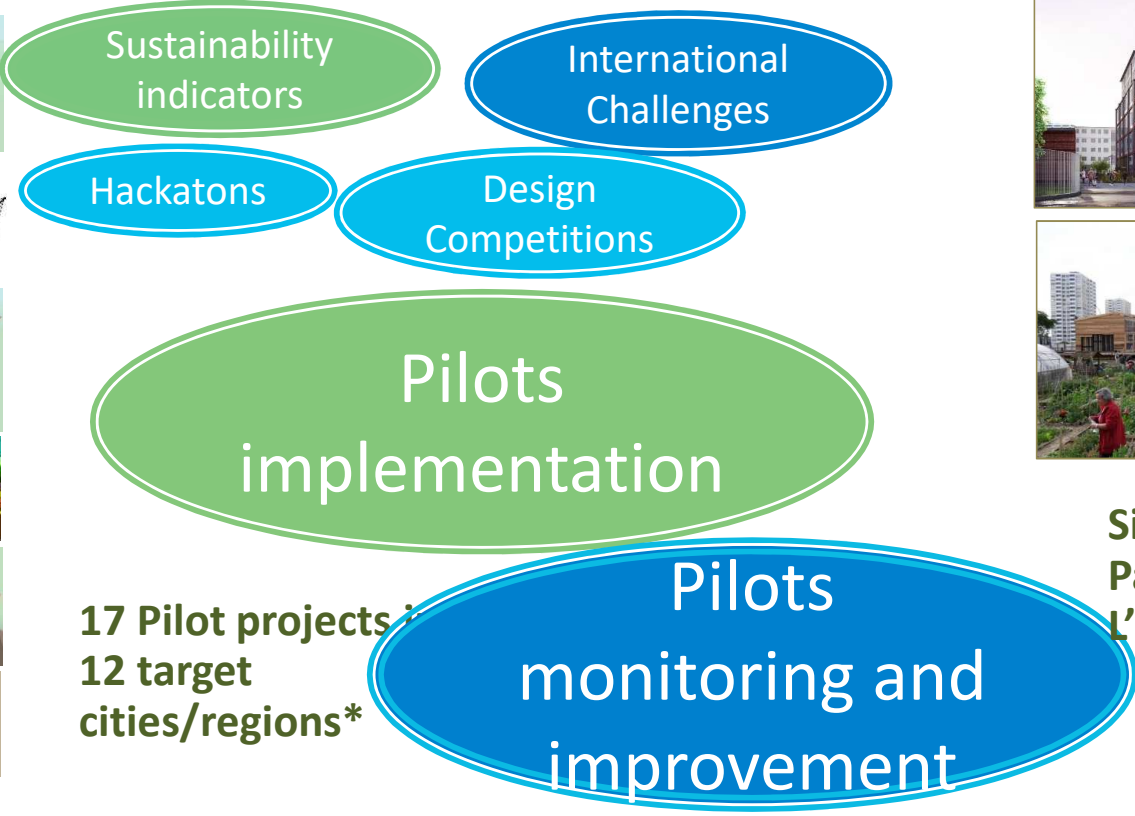 Sustainability
indicators
International
Challenges
Hackatons
Design
Competitions
Pilots
implementation
17 Pilot projects
12 target
cities/regions*
Pilots
monitoring and
improvement